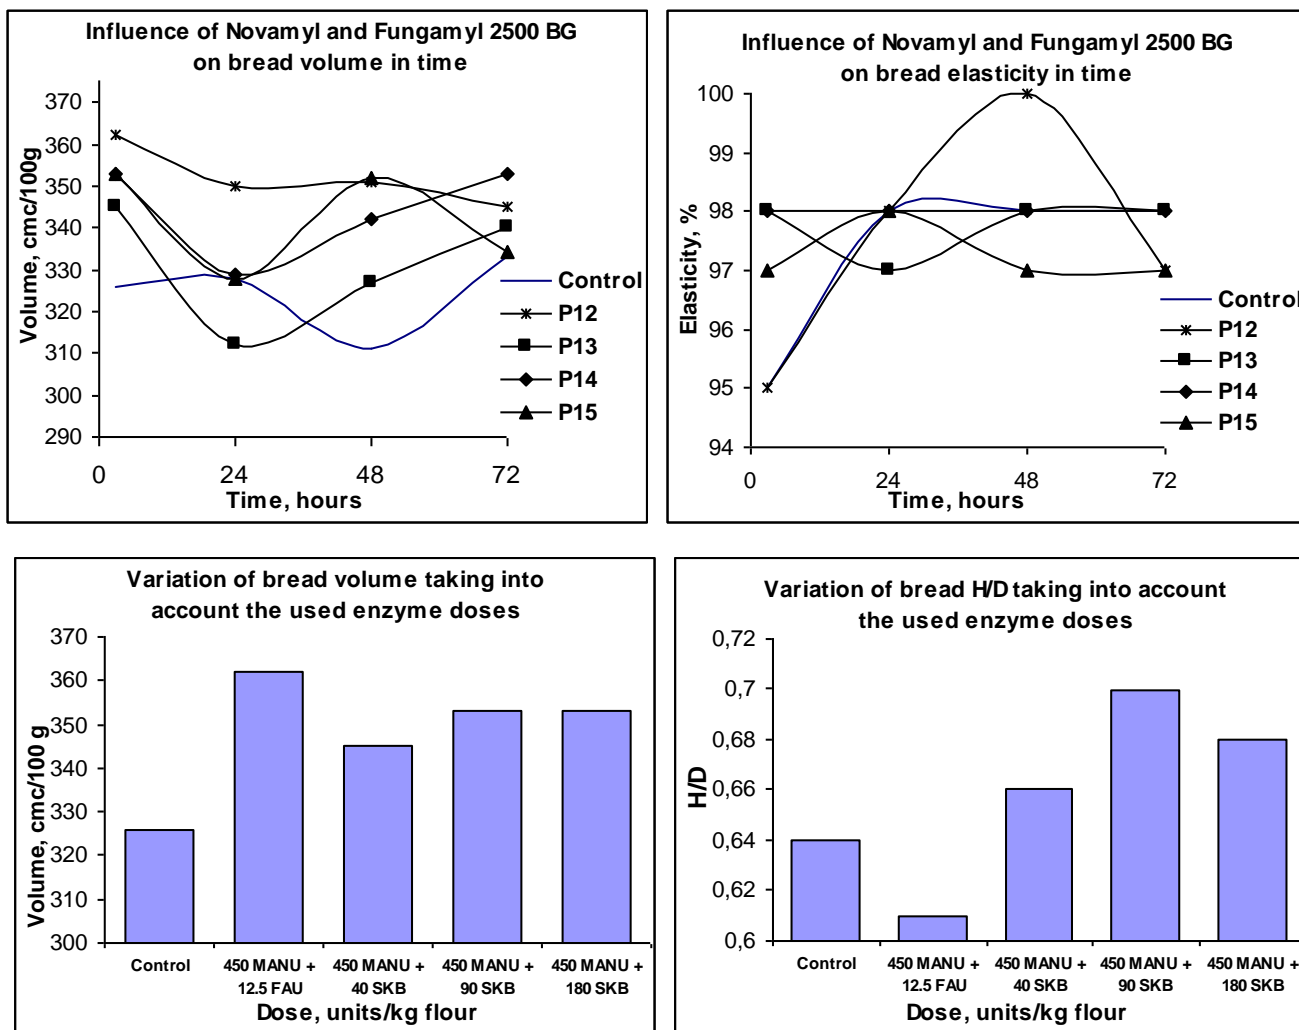 Influence of Novamyl and Fungamyl 2500 BG
on bread volume in time
Volume, cmc/100g
370
360
350
340
330
320
310
300
290
0
24
48
72
Time, hours
Control
P12
P13
P14
P15
Influence of Novamyl and Fungamyl 2500 BG
on bread elasticity in time
Elasticity, %
100
99
98
97
96
95
94
0
24
48
72
Time, hours
Control
P12
P13
P14
P15
Variation of bread volume taking into
account the used enzyme doses
Volume, cmc/100 g
370
360
350
340
330
320
310
300
Control
450 MANU +
12.5 FAU
450 MANU +
40 SKB
450 MANU +
90 SKB
450 MANU +
180 SKB
Dose, units/kg flour
Variation of bread H/D taking into account
the used enzyme doses
H/D
0,72
0,7
0,68
0,66
0,64
0,62
0,6
Control
450 MANU +
12.5 FAU
450 MANU +
40 SKB
450 MANU +
90 SKB
450 MANU +
180 SKB
Dose, units/kg flour